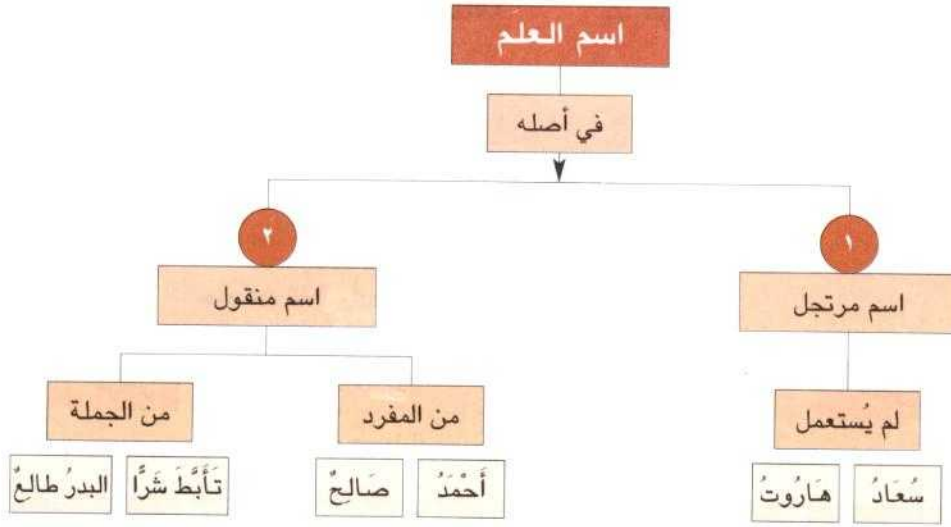 اسم العلم
في أصله
١
٢
اسم مرتجل
اسم منقول
لم يُستعمل
من المفرد
من الجملة
سُعَادُ
هَارُوتُ
أَحْمَدُ
صَالِحٌ
تَأَبَّطَ شَرًّا
البدرُ طالعٌ